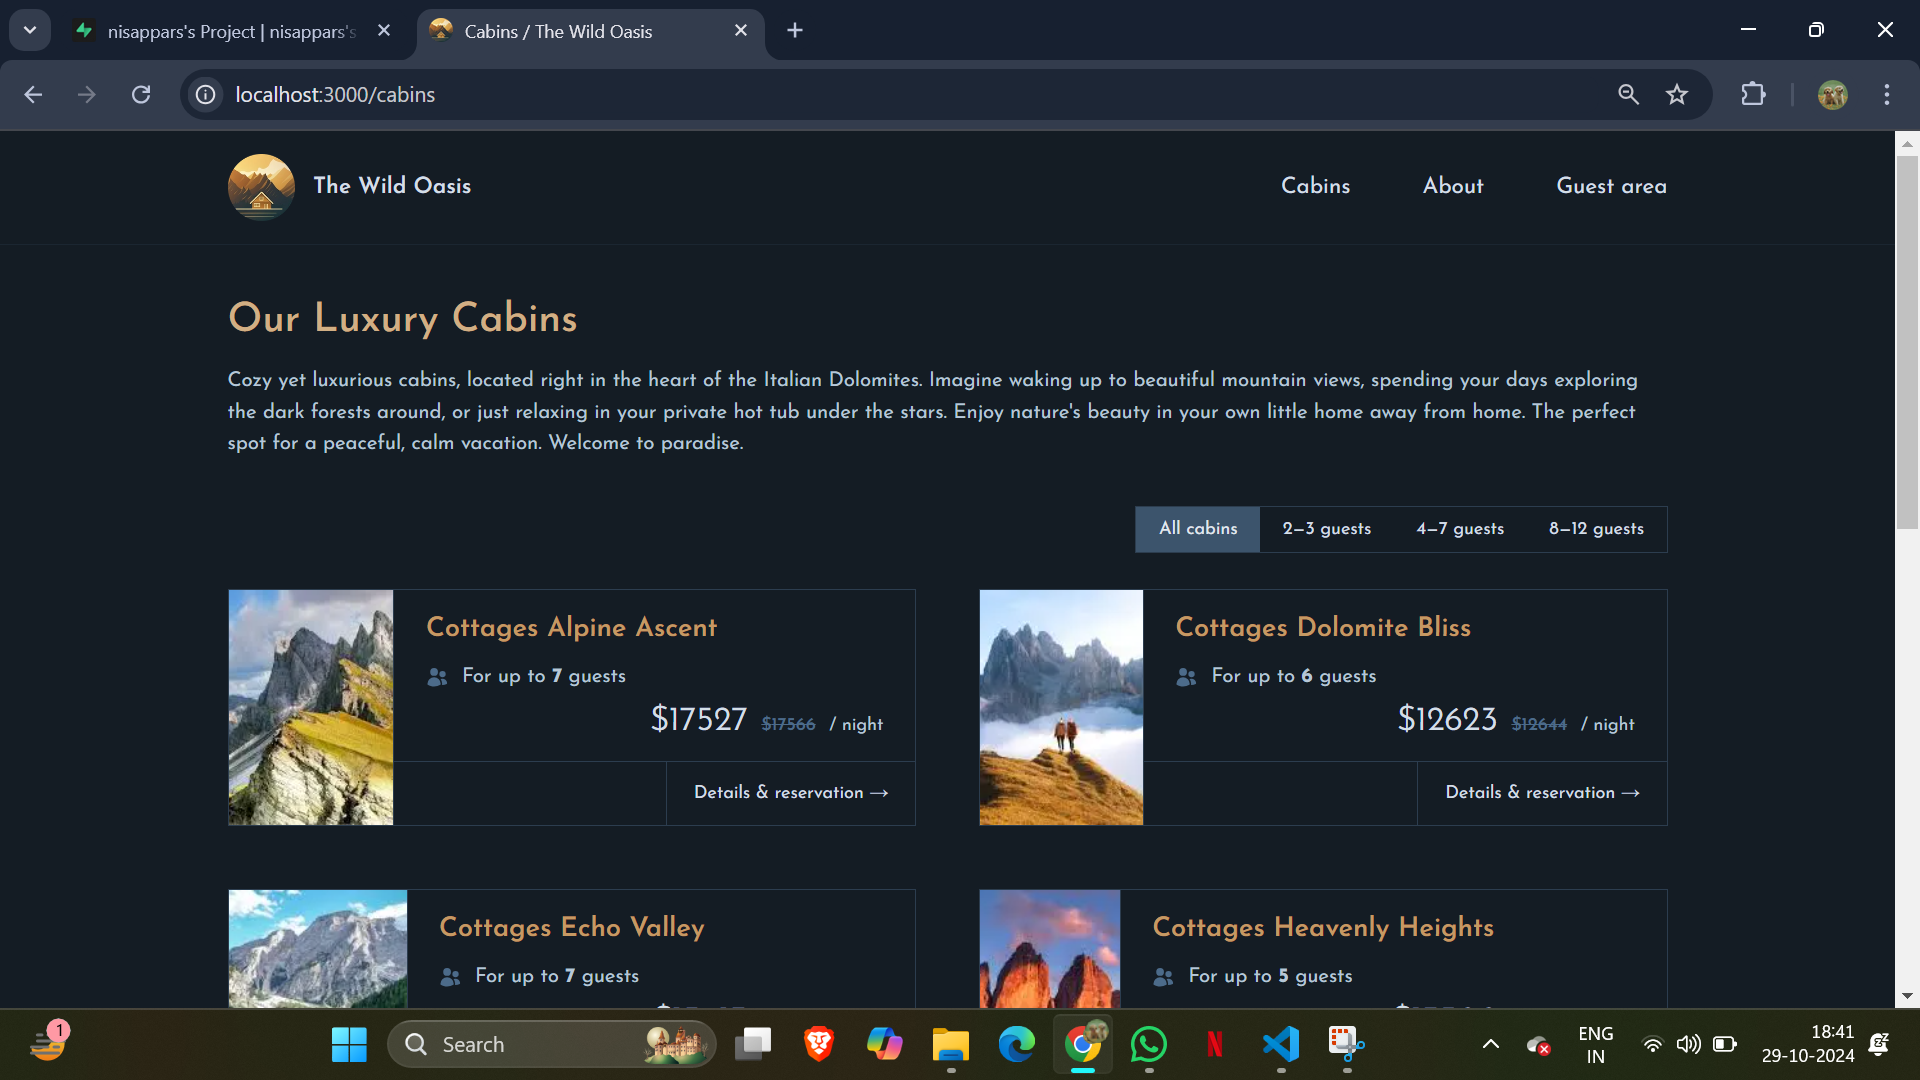 nisappars's Project | nisappars's
Cabins / The Wild Oasis
localhost:3000/cabins
The Wild Oasis
Cabins
About
Guest area
Our Luxury Cabins
Cozy yet luxurious cabins, located right in the heart of the Italian Dolomites. Imagine waking up to beautiful mountain views, spending your days exploring
the dark forests around, or just relaxing in your private hot tub under the stars. Enjoy nature's beauty in your own little home away from home. The perfect
spot for a peaceful, calm vacation. Welcome to paradise.
All cabins
2—3 guests
4—7 guests
8—12 guests
Cottages Alpine Ascent
For up to 7 guests
$17527 $17566 / night
Details & reservation →
Cottages Dolomite Bliss
For up to 6 guests
$12623 $12644 / night
Details & reservation →
Cottages Echo Valley
For up to 7 guests
Cottages Heavenly Heights
For up to 5 guests
1
Search
ENG
IN
18:41
29-10-2024